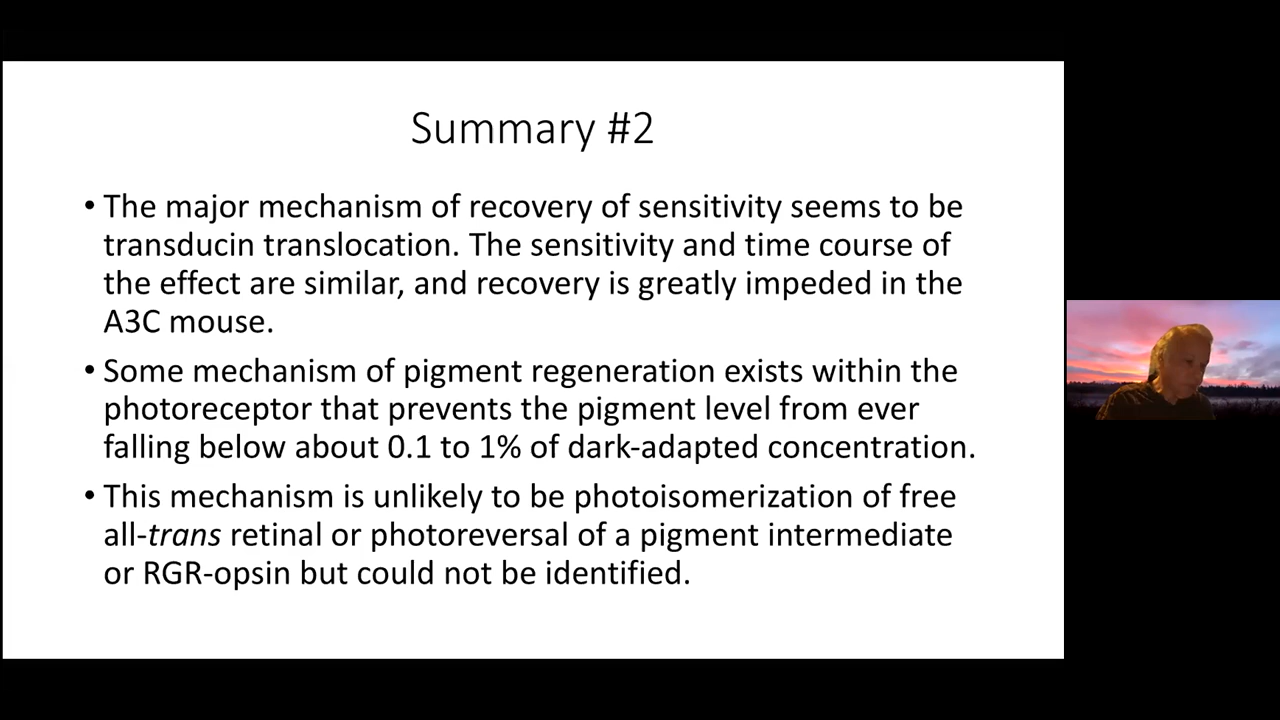 Summary #2
• The major mechanism of recovery of sensitivity seems to be
transducin translocation. The sensitivity and time course of
the effect are similar, and recovery is greatly impeded in the
A3C mouse.
• Some mechanism of pigment regeneration exists within the
photoreceptor that prevents the pigment level from ever
falling below about 0.1 to 1% of dark-adapted concentration.
• This mechanism is unlikely to be photoisomerization of free
all-trans retinal or photoreversal of a pigment intermediate
or RGR-opsin but could not be identified.